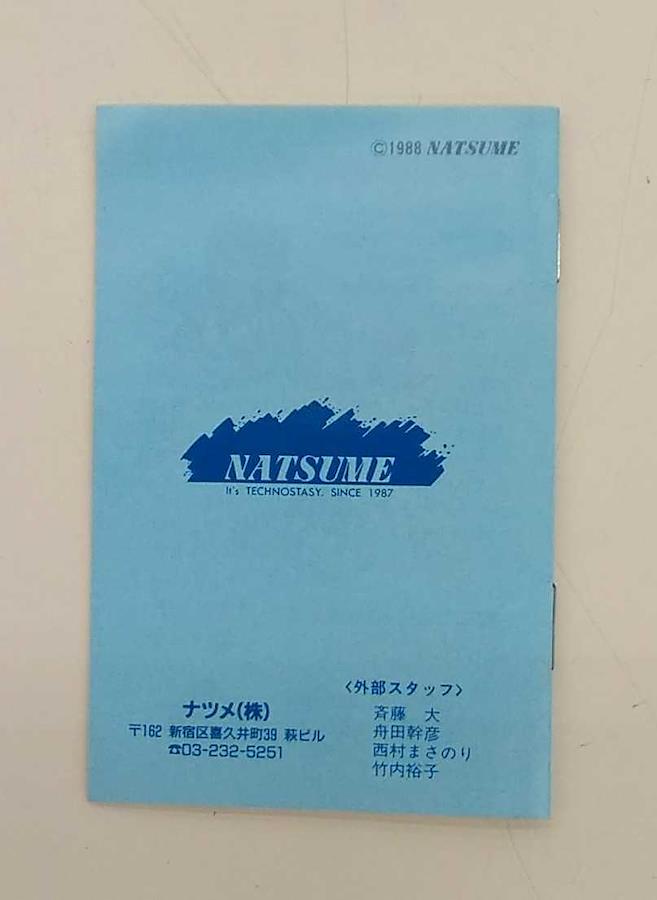 ©1988 NATSUME
NATSUME
It's TECHNOSTASY. SINCE 1987
ナツメ(株)
〒162 新宿区喜久井町39 萩ビル
☎03-232-5251
〈外部スタッフ〉
斉藤 大
舟田幹彦
西村まさのり
竹内裕子